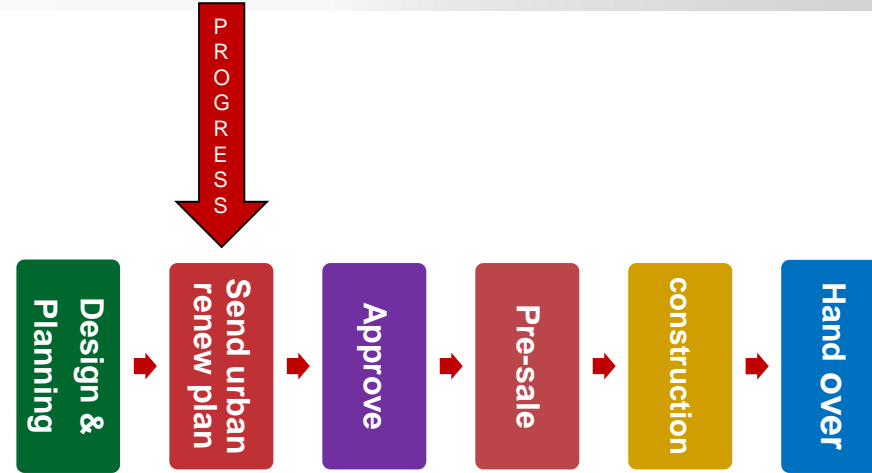 PROGRESS
Design &
Planning
Send urban
renew plan
Approve
Pre-sale
construction
Hand over